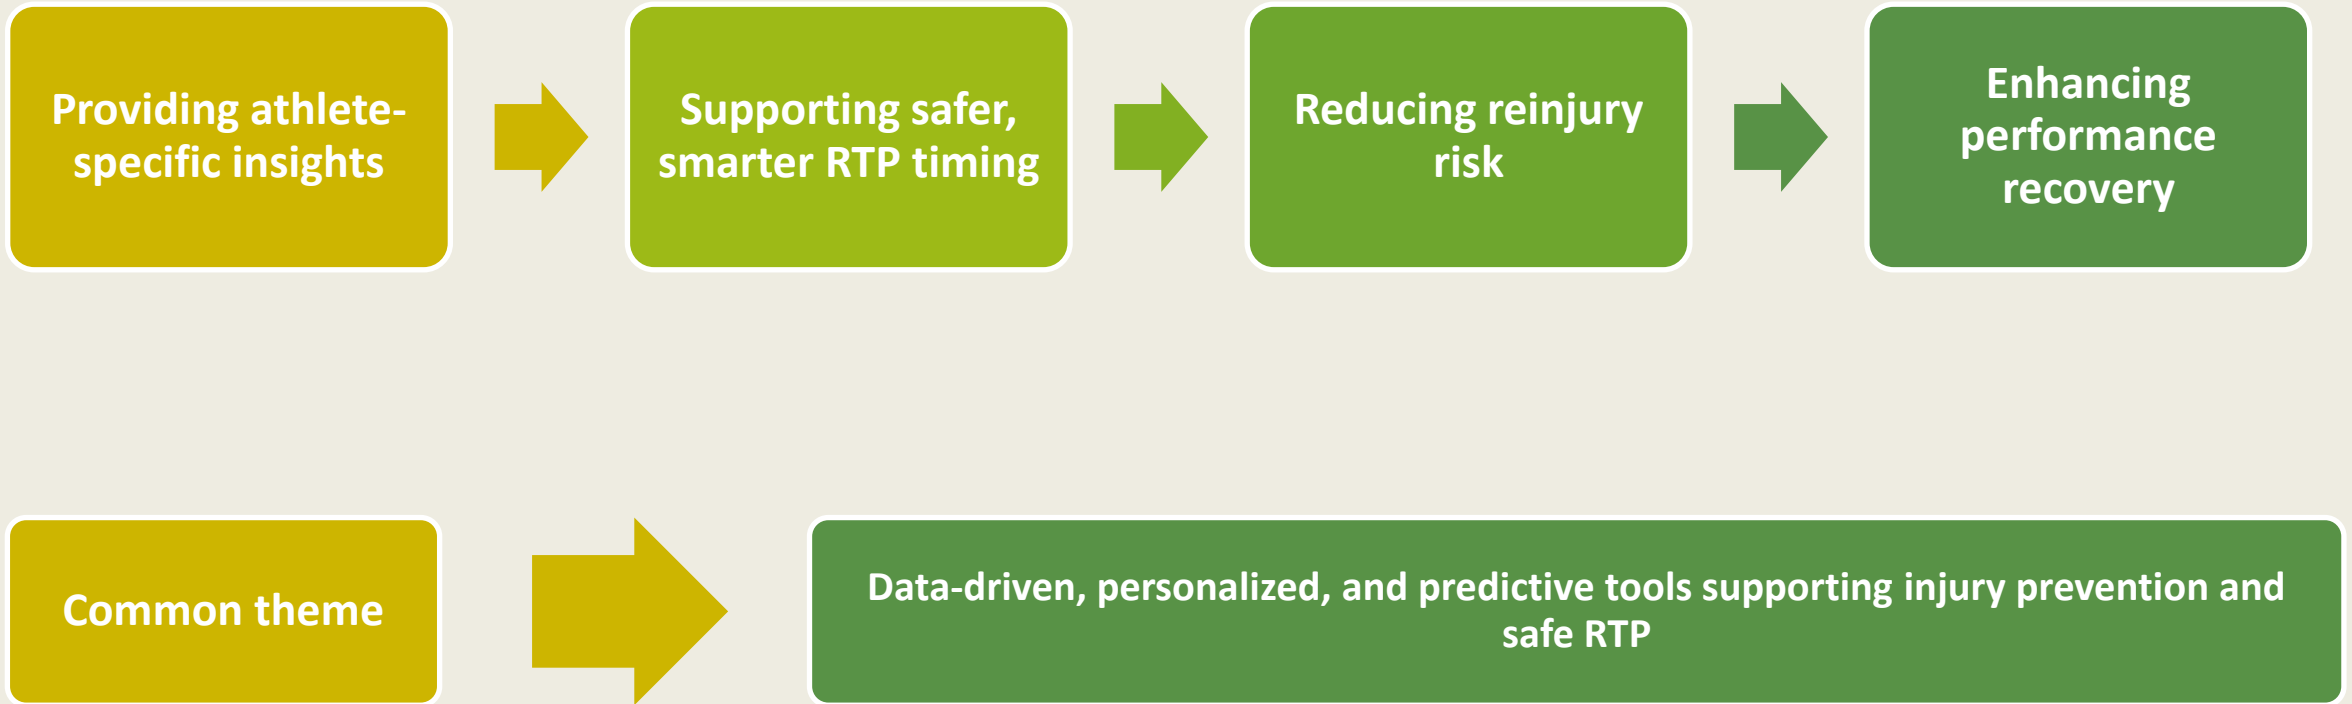 Providing athlete-
specific insights
Supporting safer,
smarter RTP timing
Reducing reinjury
risk
Enhancing
performance
recovery
Common theme
Data-driven, personalized, and predictive tools supporting injury prevention and
safe RTP